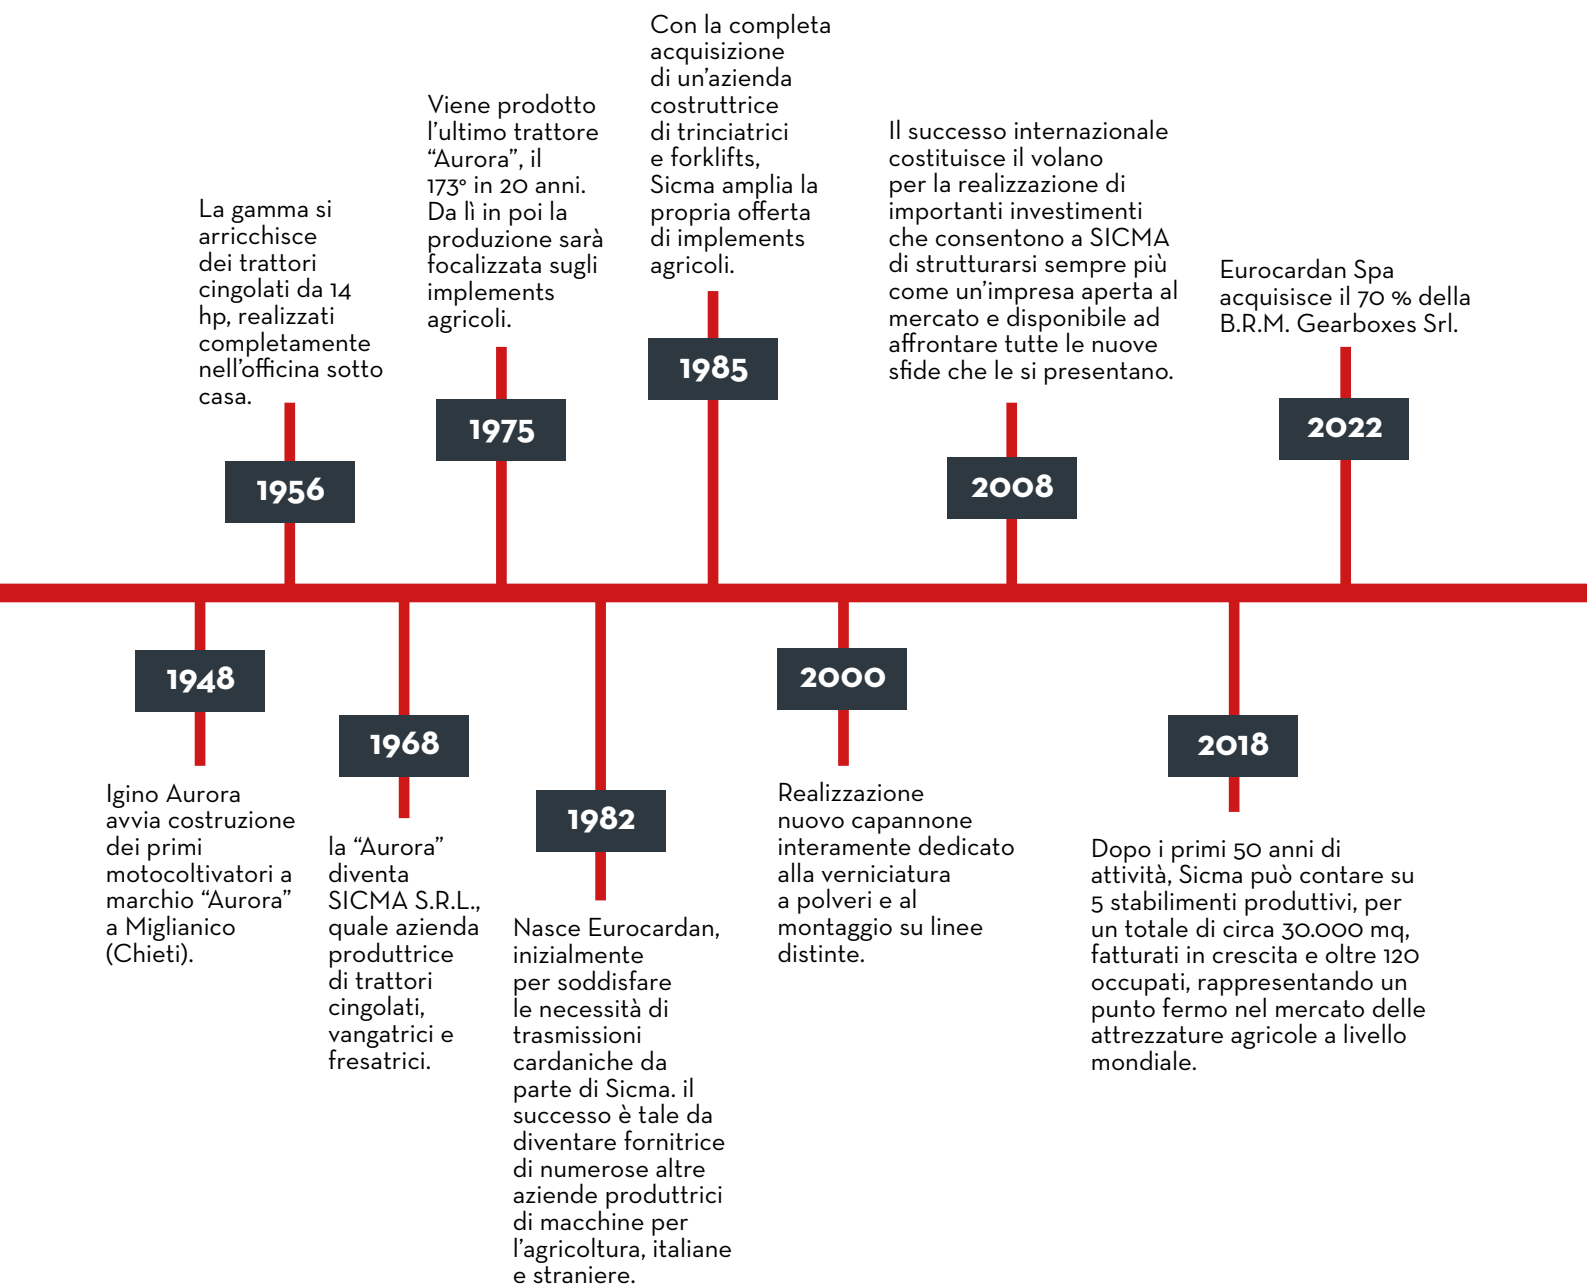 Con la completa
acquisizione
di un'azienda
costruttrice
di trinciatrici
e forklifts,
Sicma amplia la
propria offerta
di implements
agricoli.
1985
Viene prodotto
l'ultimo trattore
“Aurora”, il
173° in 20 anni.
Da lì in poi la
produzione sarà
focalizzata sugli
implements
agricoli.
1975
Il successo internazionale
costituisce il volano
per la realizzazione di
importanti investimenti
che consentono a SICMA
di strutturarsi sempre più
come un'impresa aperta al
mercato e disponibile ad
affrontare tutte le nuove
sfide che le si presentano.
2008
La gamma si
arricchisce
dei trattori
cingolati da 14
hp, realizzati
completamente
nell'officina sotto
casa.
1956
Eurocardan Spa
acquisisce il 70 % della
B.R.M. Gearboxes Srl.
2022
1948
Igino Aurora
avvia costruzione
dei primi
motocoltivatori a
marchio “Aurora”
a Miglianico
(Chieti).
1968
la “Aurora”
diventa
SICMA S.R.L.,
quale azienda
produttrice
di trattori
cingolati,
vangatrici e
fresatrici.
1982
Nasce Eurocardan,
inizialmente
per soddisfare
le necessità di
trasmissioni
cardaniche da
parte di Sicma. il
successo è tale da
diventare fornitrice
di numerose altre
aziende produttrici
di macchine per
l'agricoltura, italiane
e straniere.
2000
Realizzazione
nuovo capannone
interamente dedicato
alla verniciatura
a polveri e al
montaggio su linee
distinte.
2018
Dopo i primi 50 anni di
attività, Sicma può contare su
5 stabilimenti produttivi, per
un totale di circa 30.000 mq,
fatturati in crescita e oltre 120
occupati, rappresentando un
punto fermo nel mercato delle
attrezzature agricole a livello
mondiale.